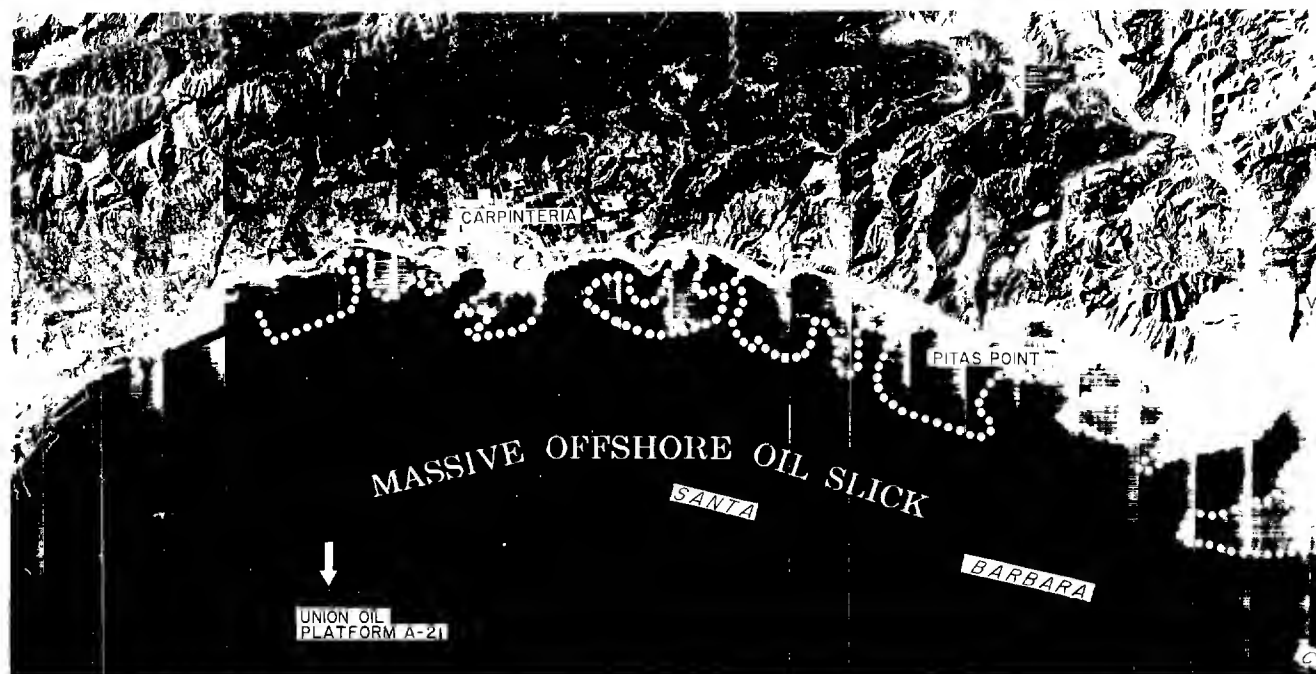 CARPINTERIA
PITAS POINT
MASSIVE OFFSHORE OIL SLICK
SANTA
BARBARA
UNION OIL
PLATFORM A-21
C